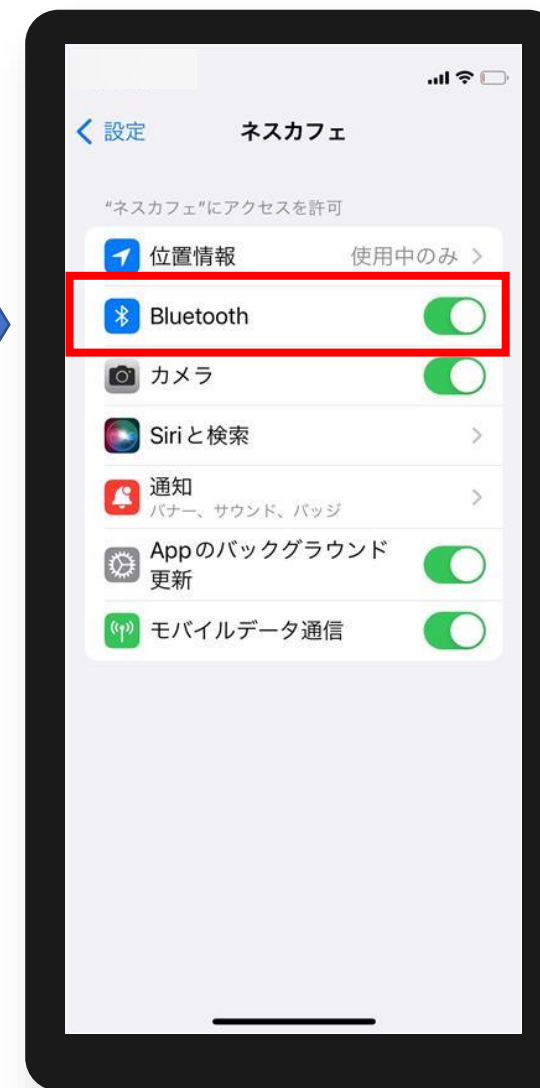 設定
ネスカフェ
“ネスカフェ”にアクセスを許可
位置情報 使用中のみ
Bluetooth
カメラ
Siriと検索
通知
バナー、サウンド、バッジ
Appのバックグラウンド
更新
モバイルデータ通信